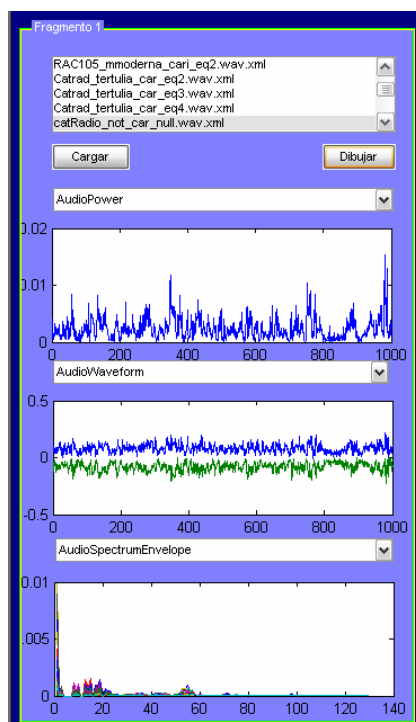 Fragmento 1
RAC105_mmoderna_cari_eq2.wav.xml
Catrad_tertulia_car_eq2.wav.xml
Catrad_tertulia_car_eq3.wav.xml
Catrad_tertulia_car_eq4.wav.xml
catRadio_not_car_null.wav.xml
Cargar Dibujar
AudioPower
0.02
0.01
0
0 200 400 600 800 1000
AudioWaveform
0.5
0
-0.5
0 200 400 600 800 1000
AudioSpectrumEnvelope
0.01
.005
0
0 20 40 60 80 100 120 140